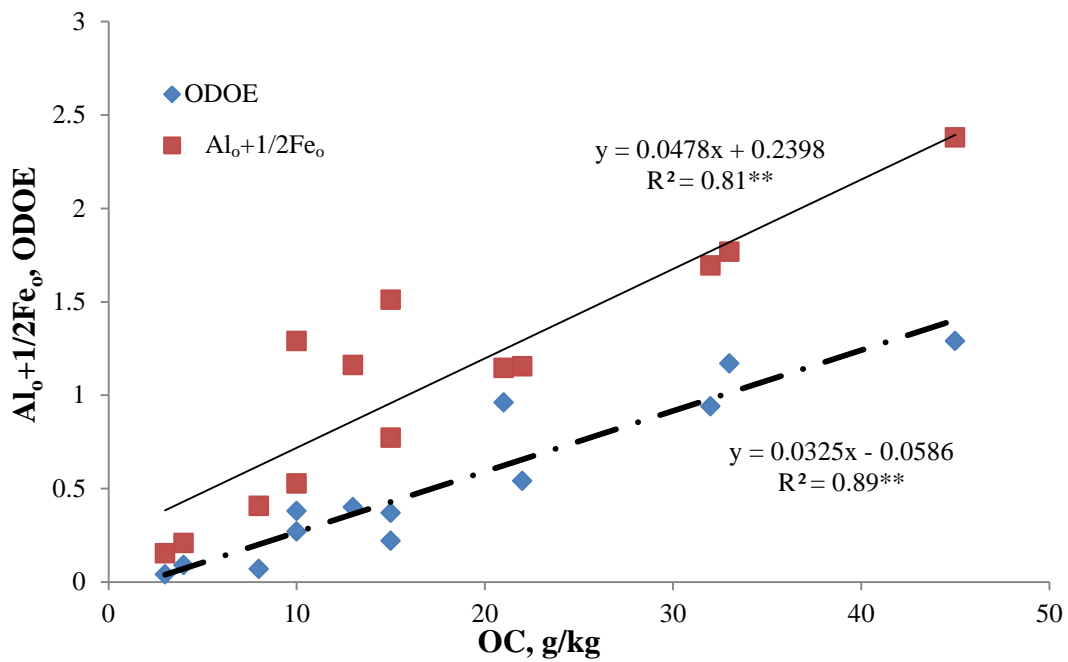 ODOE
Alo+1/2Feo
y = 0.0478x + 0.2398
R² = 0.81**
y = 0.0325x - 0.0586
R² = 0.89**
Alo+1/2Feo, ODOE
3
2.5
2
1.5
1
0.5
0
0 10 20 30 40 50
OC, g/kg